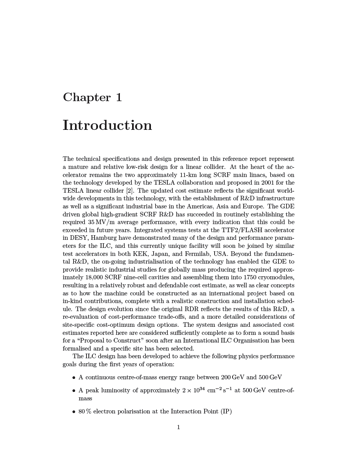 Chapter 1
Introduction
The technical specifications and design presented in this reference report represent
a mature and relative low-risk design for a linear collider. At the heart of the ac-
celerator remains the two approximately 11-km long SCRF main linacs, based on
the technology developed by the TESLA collaboration and proposed in 2001 for the
TESLA linear collider [2]. The updated cost estimate reflects the significant world-
wide developments in this technology, with the establishment of R&D infrastructure
as well as a significant industrial base in the Americas, Asia and Europe. The GDE
driven global high-gradient SCRF R&D has succeeded in routinely establishing the
required 35 MV/m average performance, with every indication that this could be
exceeded in future years. Integrated systems tests at the TTF2/FLASH accelerator
in DESY, Hamburg have demonstrated many of the design and performance param-
eters for the ILC, and this currently unique facility will soon be joined by similar
test accelerators in both KEK, Japan, and Fermilab, USA. Beyond the fundamen-
tal R&D, the on-going industrialisation of the technology has enabled the GDE to
provide realistic industrial studies for globally mass producing the required approx-
imately 18,000 SCRF nine-cell cavities and assembling them into 1750 cryomodules,
resulting in a relatively robust and defendable cost estimate, as well as clear concepts
as to how the machine could be constructed as an international project based on
in-kind contributions, complete with a realistic construction and installation sched-
ule. The design evolution since the original RDR reflects the results of this R&D, a
re-evaluation of cost-performance trade-offs, and a more detailed considerations of
site-specific cost-optimum design options. The system designs and associated cost
estimates reported here are considered sufficiently complete as to form a sound basis
for a “Proposal to Construct” soon after an International ILC Organisation has been
formalised and a specific site has been selected.
The ILC design has been developed to achieve the following physics performance
goals during the first years of operation:
• A continuous centre-of-mass energy range between 200 GeV and 500 GeV
• A peak luminosity of approximately 2 × 10³⁴ cm⁻² s⁻¹ at 500 GeV centre-of-
mass
• 80 % electron polarisation at the Interaction Point (IP)
1